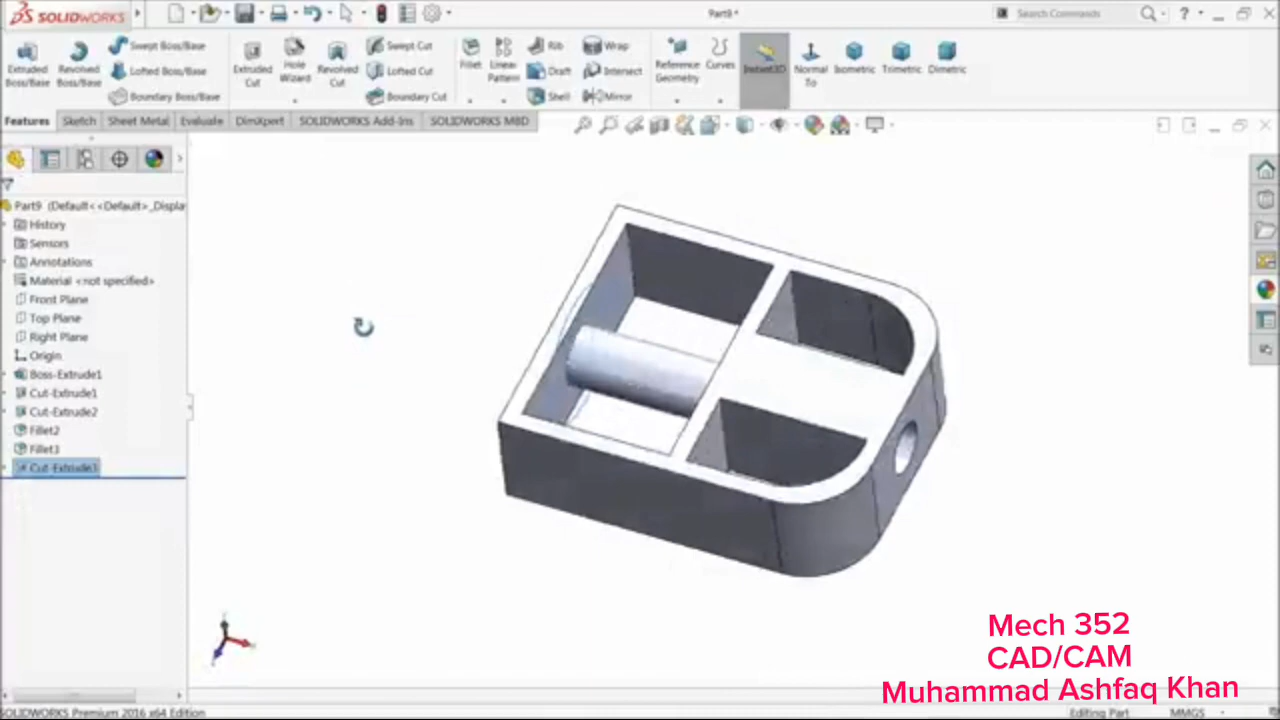 SOLIDWORKS
Part9 *
Search Commands
Extruded Boss/Base
Revolved Boss/Base
Swept Boss/Base
Lofted Boss/Base
Boundary Boss/Base
Extruded Cut
Hole Wizard
Revolved Cut
Swept Cut
Lofted Cut
Boundary Cut
Fillet
Linear Pattern
Rib
Draft
Shell
Wrap
Intersect
Mirror
Reference Geometry
Curves
Instant3D
Normal To
Isometric
Trimetric
Dimetric
Features
Sketch
Sheet Metal
Evaluate
DimXpert
SOLIDWORKS Add-Ins
SOLIDWORKS MBD
Part9 (Default<<Default>_Displa
History
Sensors
Annotations
Material <not specified>
Front Plane
Top Plane
Right Plane
Origin
Boss-Extrude1
Cut-Extrude1
Cut-Extrude2
Fillet2
Fillet3
Cut-Extrude3
Mech 352
CAD/CAM
Muhammad Ashfaq Khan
SOLIDWORKS Premium 2016 x64 Edition
Editing Part
MMGS